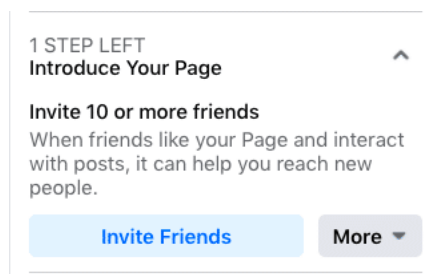 1 STEP LEFT
Introduce Your Page
Invite 10 or more friends
When friends like your Page and interact
with posts, it can help you reach new
people.
Invite Friends
More